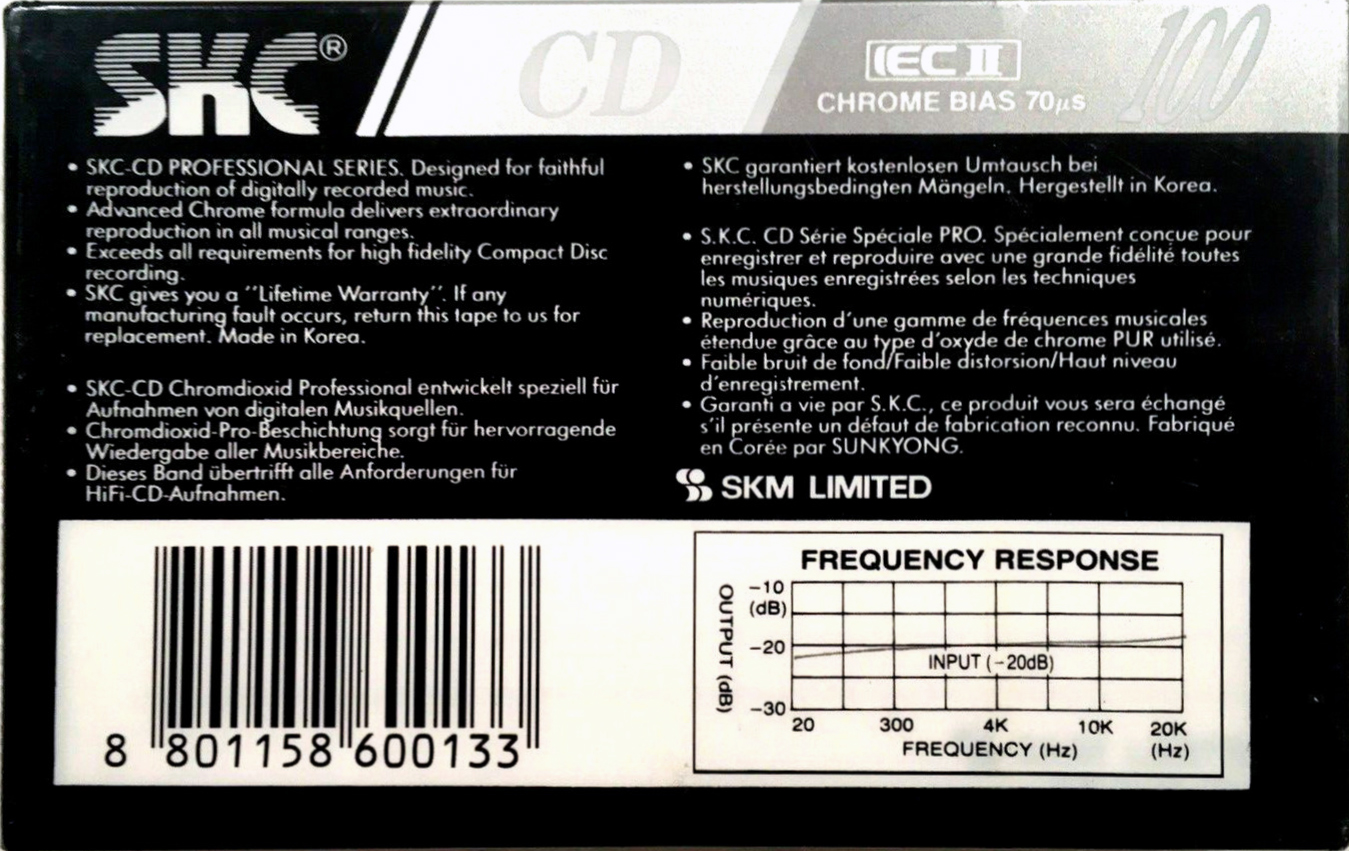 SKC®
CD
IEC II
CHROME BIAS 70µs
100
• SKC-CD PROFESSIONAL SERIES. Designed for faithful
reproduction of digitally recorded music.
• Advanced Chrome formula delivers extraordinary
reproduction in all musical ranges.
• Exceeds all requirements for high fidelity Compact Disc
recording.
• SKC gives you a "Lifetime Warranty". If any
manufacturing fault occurs, return this tape to us for
replacement. Made in Korea.
• SKC-CD Chromdioxid Professional entwickelt speziell für
Aufnahmen von digitalen Musikquellen.
• Chromdioxid-Pro-Beschichtung sorgt für hervorragende
Wiedergabe aller Musikbereiche.
• Dieses Band übertrifft alle Anforderungen für
HiFi-CD-Aufnahmen.
• SKC garantiert kostenlosen Umtausch bei
herstellungsbedingten Mängeln. Hergestellt in Korea.
• S.K.C. CD Série Spéciale PRO. Spécialement conçue pour
enregistrer et reproduire avec une grande fidélité toutes
les musiques enregistrées selon les techniques
numériques.
• Reproduction d'une gamme de fréquences musicales
étendue grâce au type d'oxyde de chrome PUR utilisé.
• Faible bruit de fond/Faible distorsion/Haut niveau
d'enregistrement.
• Garanti a vie par S.K.C., ce produit vous sera échangé
s'il présente un défaut de fabrication reconnu. Fabriqué
en Corée par SUNKYONG.
SKM LIMITED
8 801158 600133
FREQUENCY RESPONSE
OUTPUT (dB)
-10
(dB)
-20
-30
INPUT (-20dB)
20 300 4K 10K 20K
FREQUENCY (Hz) (Hz)